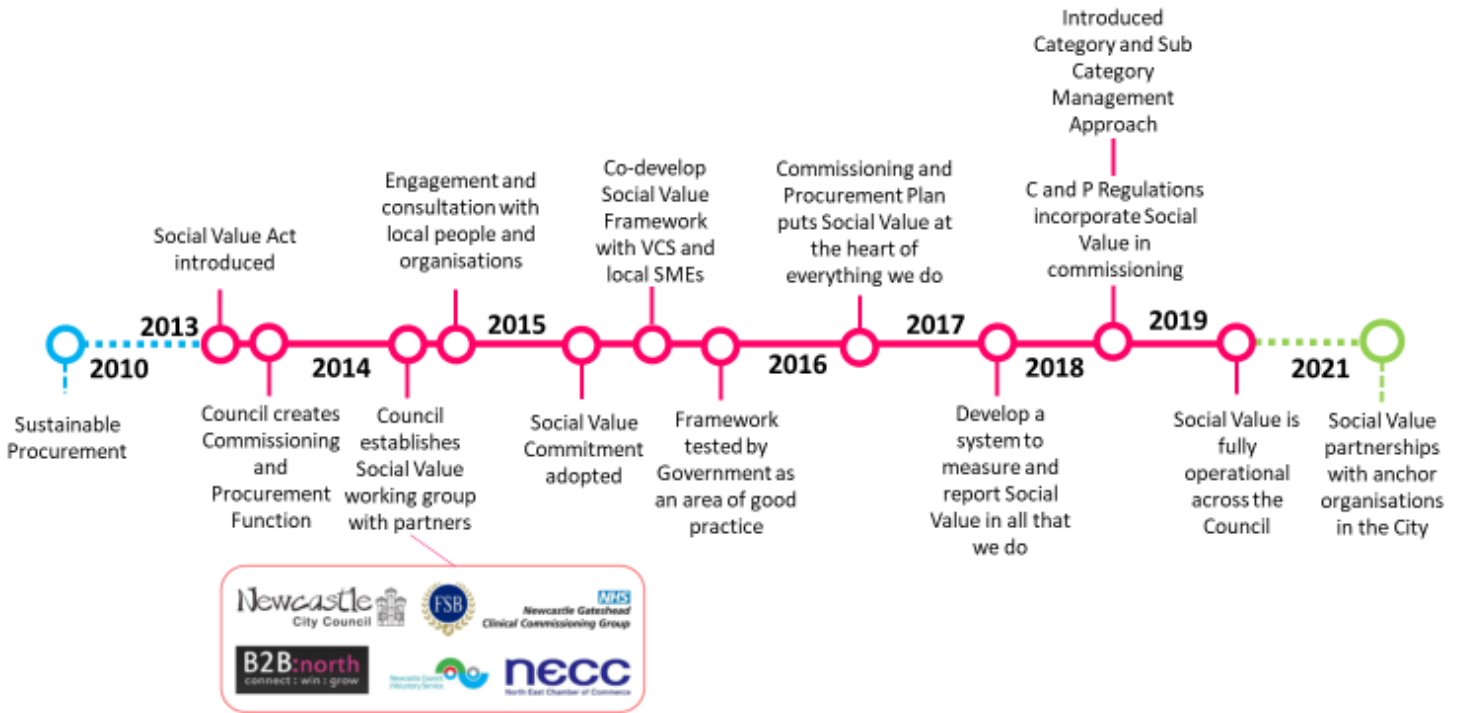 Introduced
Category and Sub
Category
Management
Approach
Social Value Act
introduced
Engagement and
consultation with
local people and
organisations
Co-develop
Social Value
Framework
with VCS and
local SMEs
Commissioning and
Procurement Plan
puts Social Value at
the heart of
everything we do
C and P Regulations
incorporate Social
Value in
commissioning
2010
2013
2014
2015
2016
2017
2018
2019
2021
Sustainable
Procurement
Council creates
Commissioning
and
Procurement
Function
Council
establishes
Social Value
working group
with partners
Social Value
Commitment
adopted
Framework
tested by
Government as
an area of good
practice
Develop a
system to
measure and
report Social
Value in all that
we do
Social Value is
fully
operational
across the
Council
Social Value
partnerships
with anchor
organisations
in the City
Newcastle
City Council
FSB
NHS
Newcastle Gateshead
Clinical Commissioning Group
B2B:north
connect : win : grow
Newcastle Council
Voluntary Service
necc
North East Chamber of Commerce